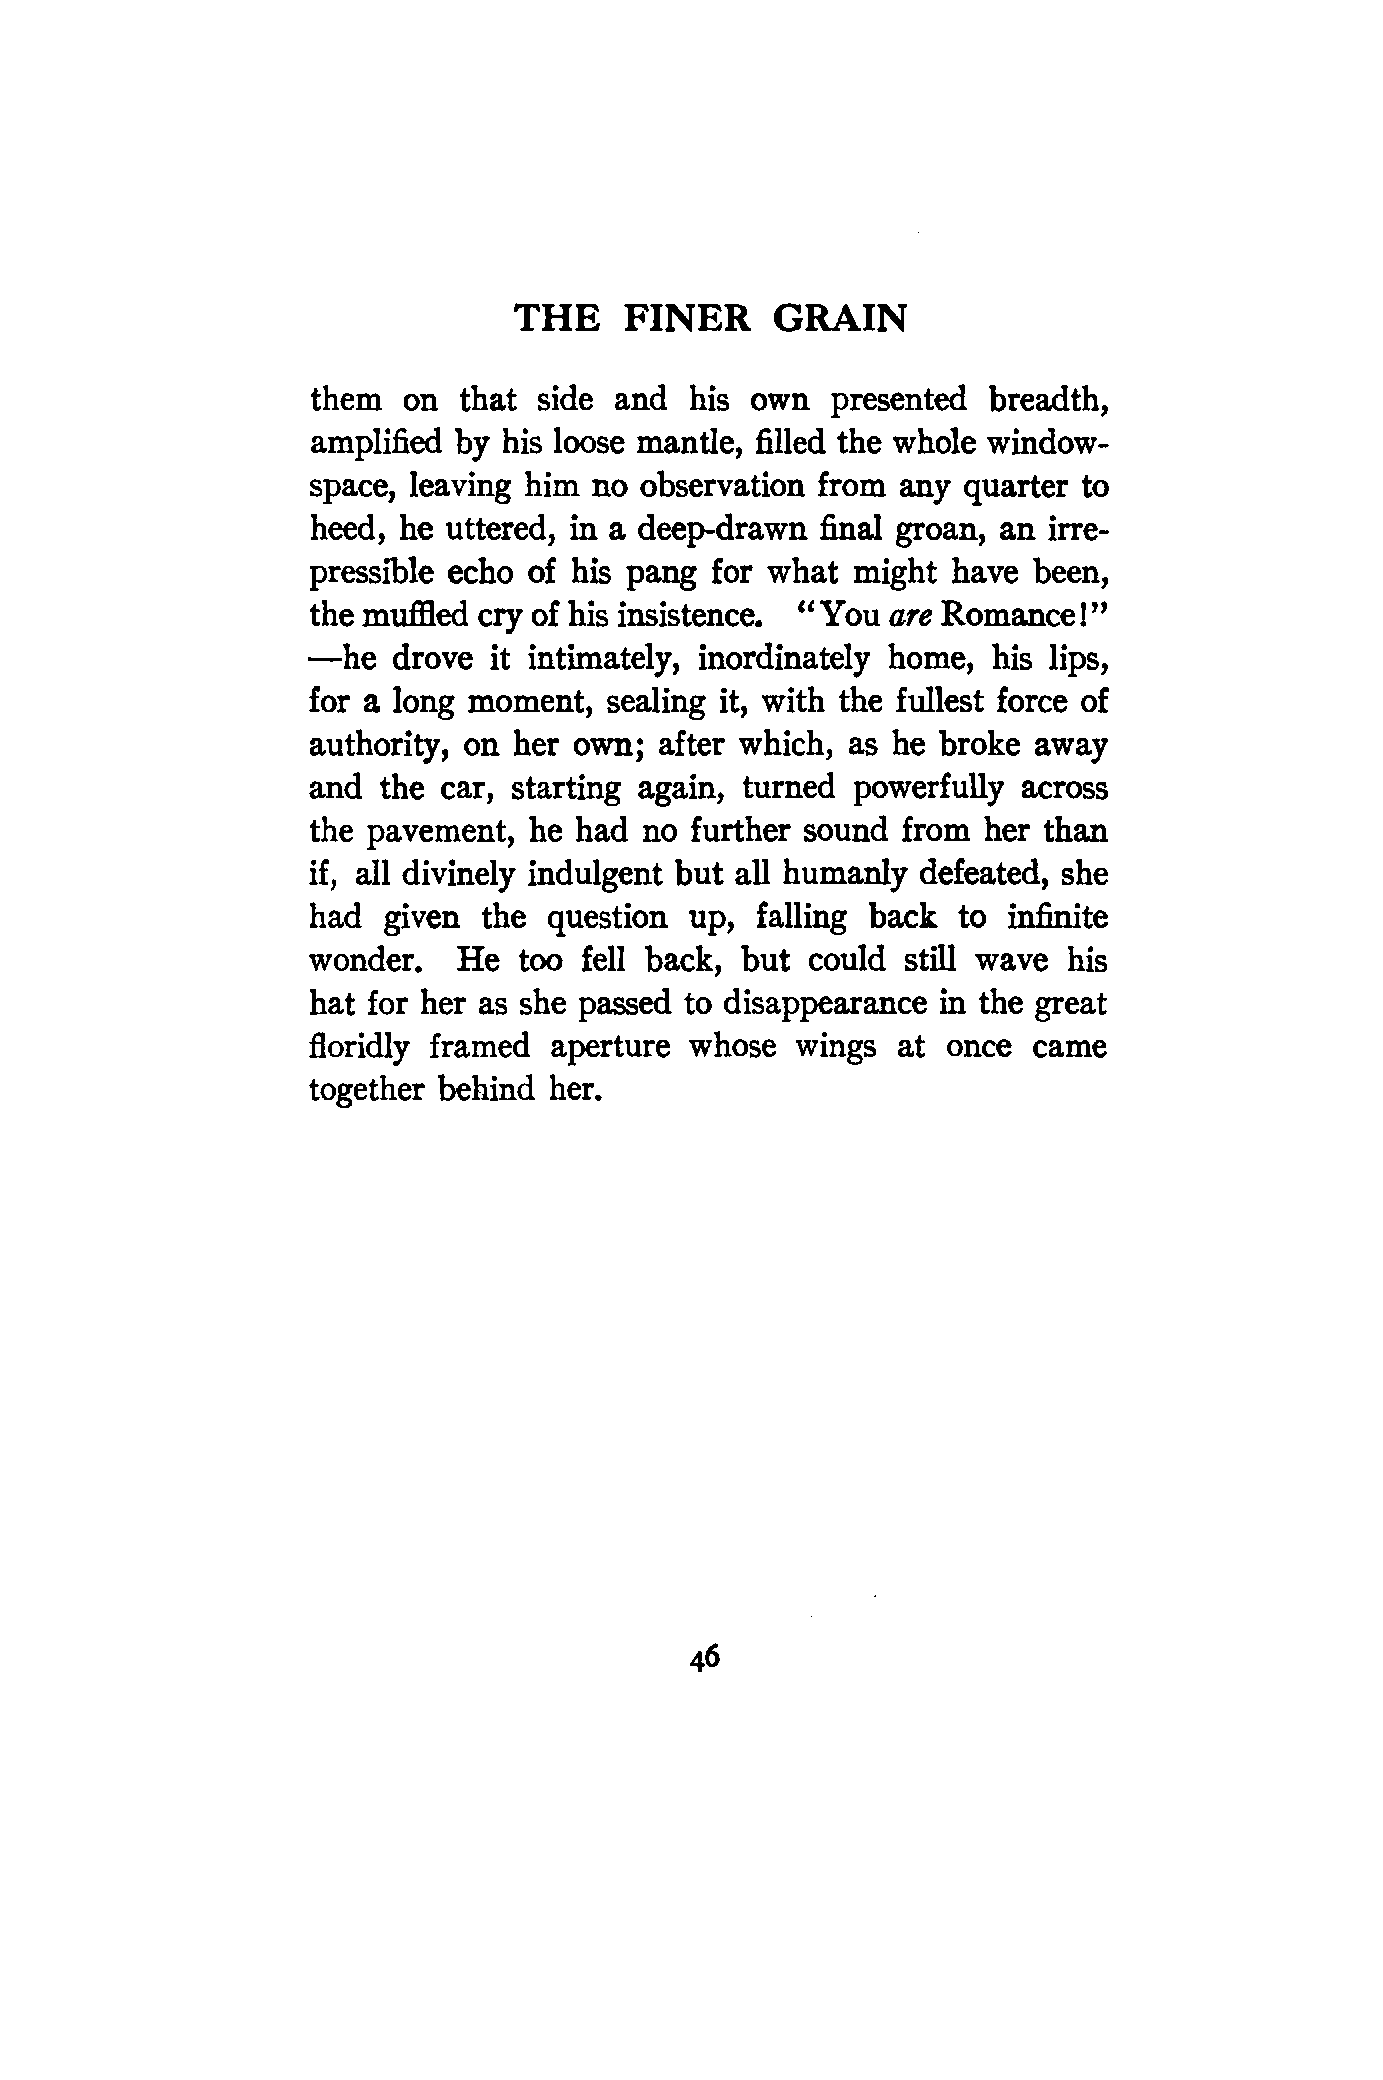 THE FINER GRAIN
them on that side and his own presented breadth,
amplified by his loose mantle, filled the whole window-
space, leaving him no observation from any quarter to
heed, he uttered, in a deep-drawn final groan, an irre-
pressible echo of his pang for what might have been,
the muffled cry of his insistence. “You are Romance!”
—he drove it intimately, inordinately home, his lips,
for a long moment, sealing it, with the fullest force of
authority, on her own; after which, as he broke away
and the car, starting again, turned powerfully across
the pavement, he had no further sound from her than
if, all divinely indulgent but all humanly defeated, she
had given the question up, falling back to infinite
wonder. He too fell back, but could still wave his
hat for her as she passed to disappearance in the great
floridly framed aperture whose wings at once came
together behind her.
46